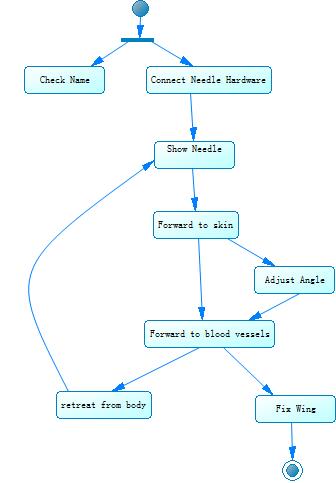 Check Name
Connect Needle Hardware
Show Needle
Forward to skin
Adjust Angle
Forward to blood vessels
retreat from body
Fix Wing